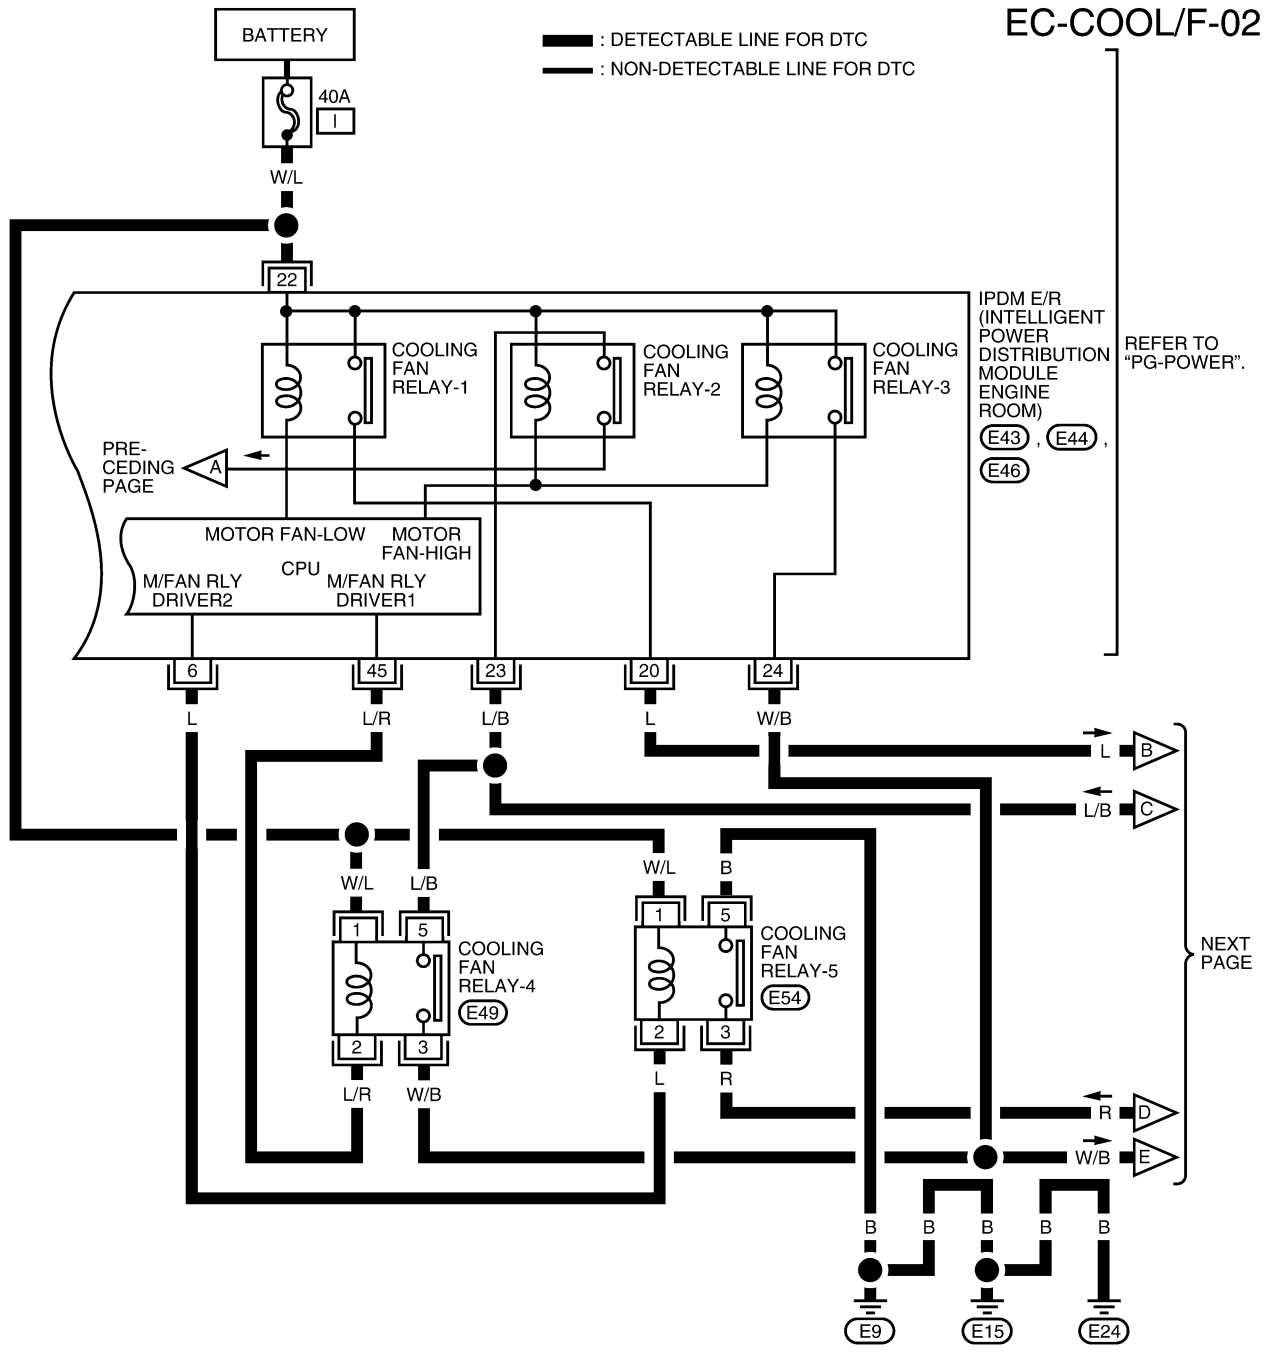 EC-COOL/F-02
BATTERY
: DETECTABLE LINE FOR DTC
: NON-DETECTABLE LINE FOR DTC
40A
I
W/L
22
IPDM E/R
(INTELLIGENT
POWER
DISTRIBUTION
MODULE
ENGINE
ROOM)
E43 , E44 ,
E46
REFER TO
“PG-POWER”.
COOLING
FAN
RELAY-1
COOLING
FAN
RELAY-2
COOLING
FAN
RELAY-3
PRE-
CEDING
PAGE
A
MOTOR FAN-LOW
MOTOR
FAN-HIGH
CPU
M/FAN RLY
DRIVER2
M/FAN RLY
DRIVER1
6 45 23 20 24
L L/R L/B L W/B
L B
L/B C
W/L L/B
W/L B
1 5
COOLING
FAN
RELAY-4
E49
2 3
L/R W/B
1 5
COOLING
FAN
RELAY-5
E54
2 3
L R
NEXT
PAGE
R D
W/B E
B B B B B
E9 E15 E24